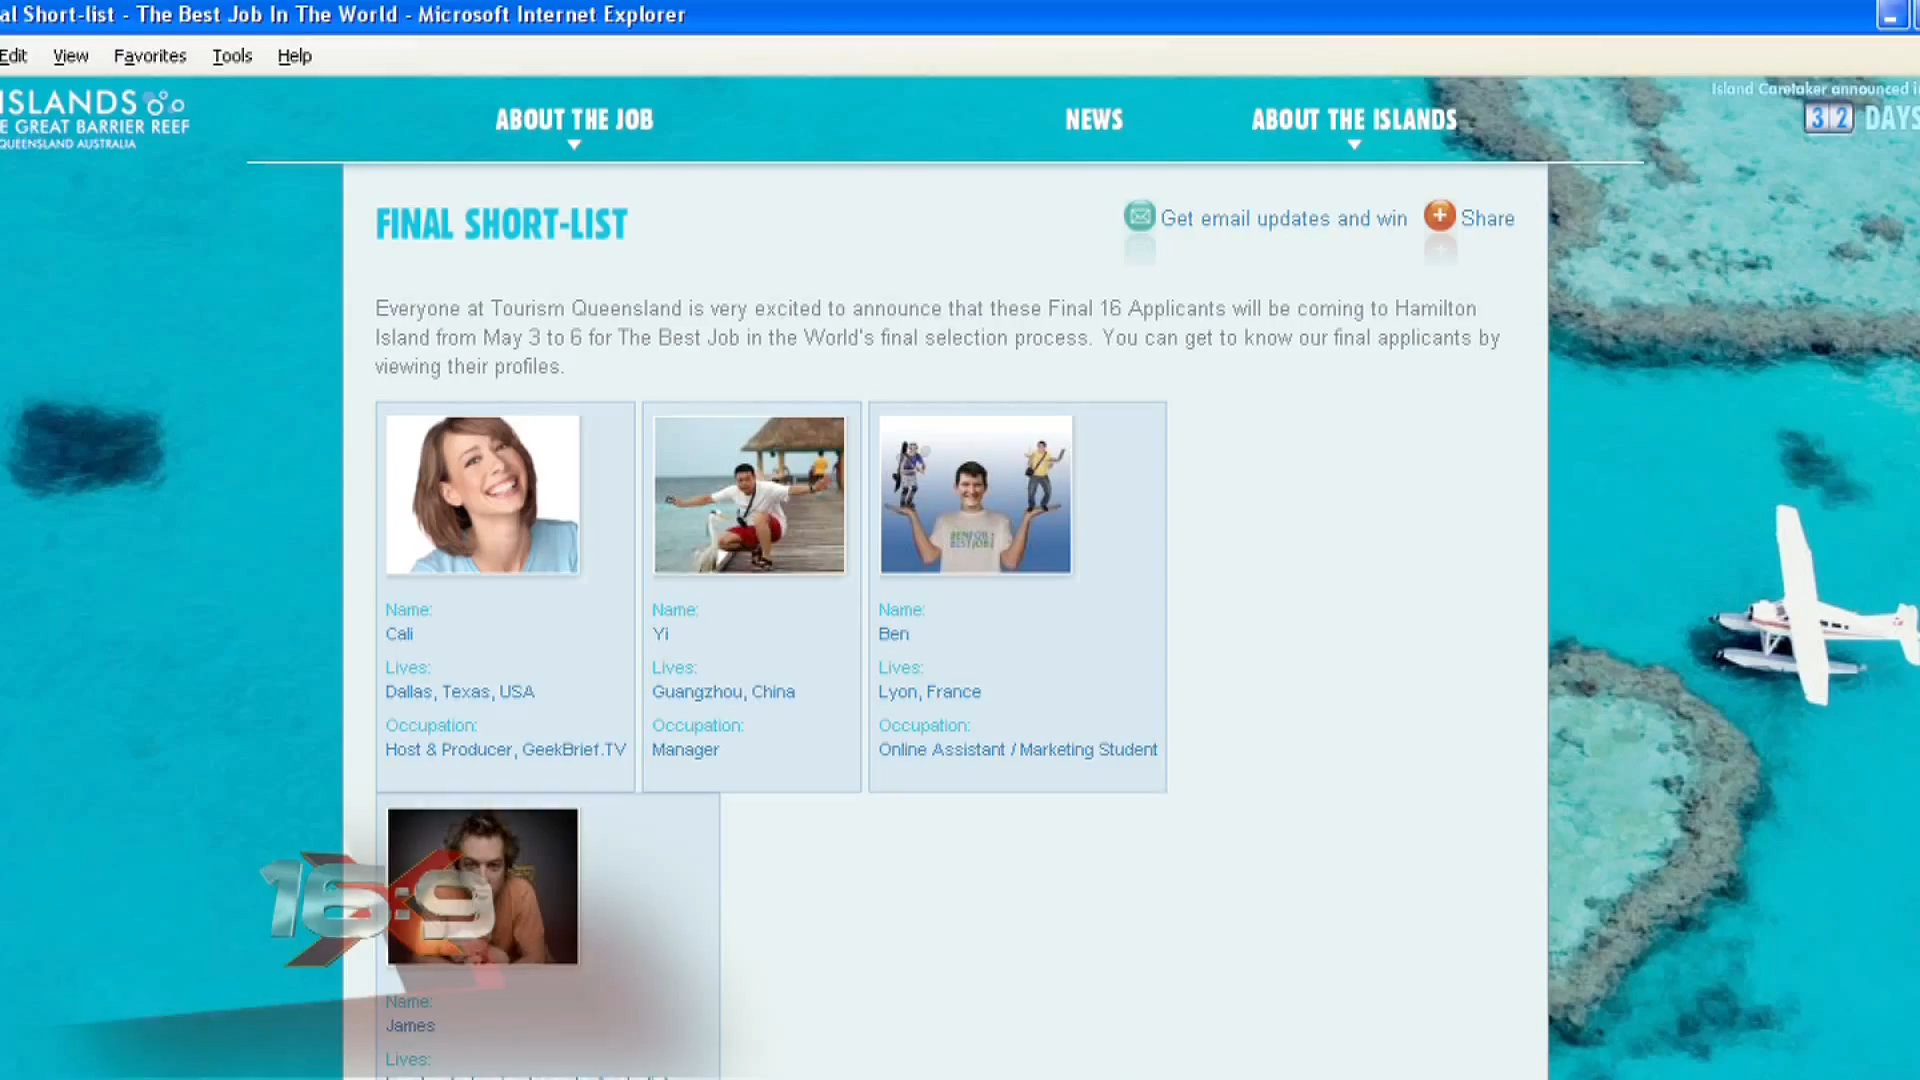 al Short-list - The Best Job In The World - Microsoft Internet Explorer
Edit View Favorites Tools Help
ISLANDS
E GREAT BARRIER REEF
QUEENSLAND AUSTRALIA
ABOUT THE JOB
NEWS
ABOUT THE ISLANDS
Island Caretaker announced i
32 DAYS
FINAL SHORT-LIST
Get email updates and win
Share
Everyone at Tourism Queensland is very excited to announce that these Final 16 Applicants will be coming to Hamilton
Island from May 3 to 6 for The Best Job in the World's final selection process. You can get to know our final applicants by
viewing their profiles.
BENFOR
BESTJOB
Name:
Cali
Lives:
Dallas, Texas, USA
Occupation:
Host & Producer, GeekBrief.TV
Name:
Yi
Lives:
Guangzhou, China
Occupation:
Manager
Name:
Ben
Lives:
Lyon, France
Occupation:
Online Assistant / Marketing Student
16:9
Name:
James
Lives: